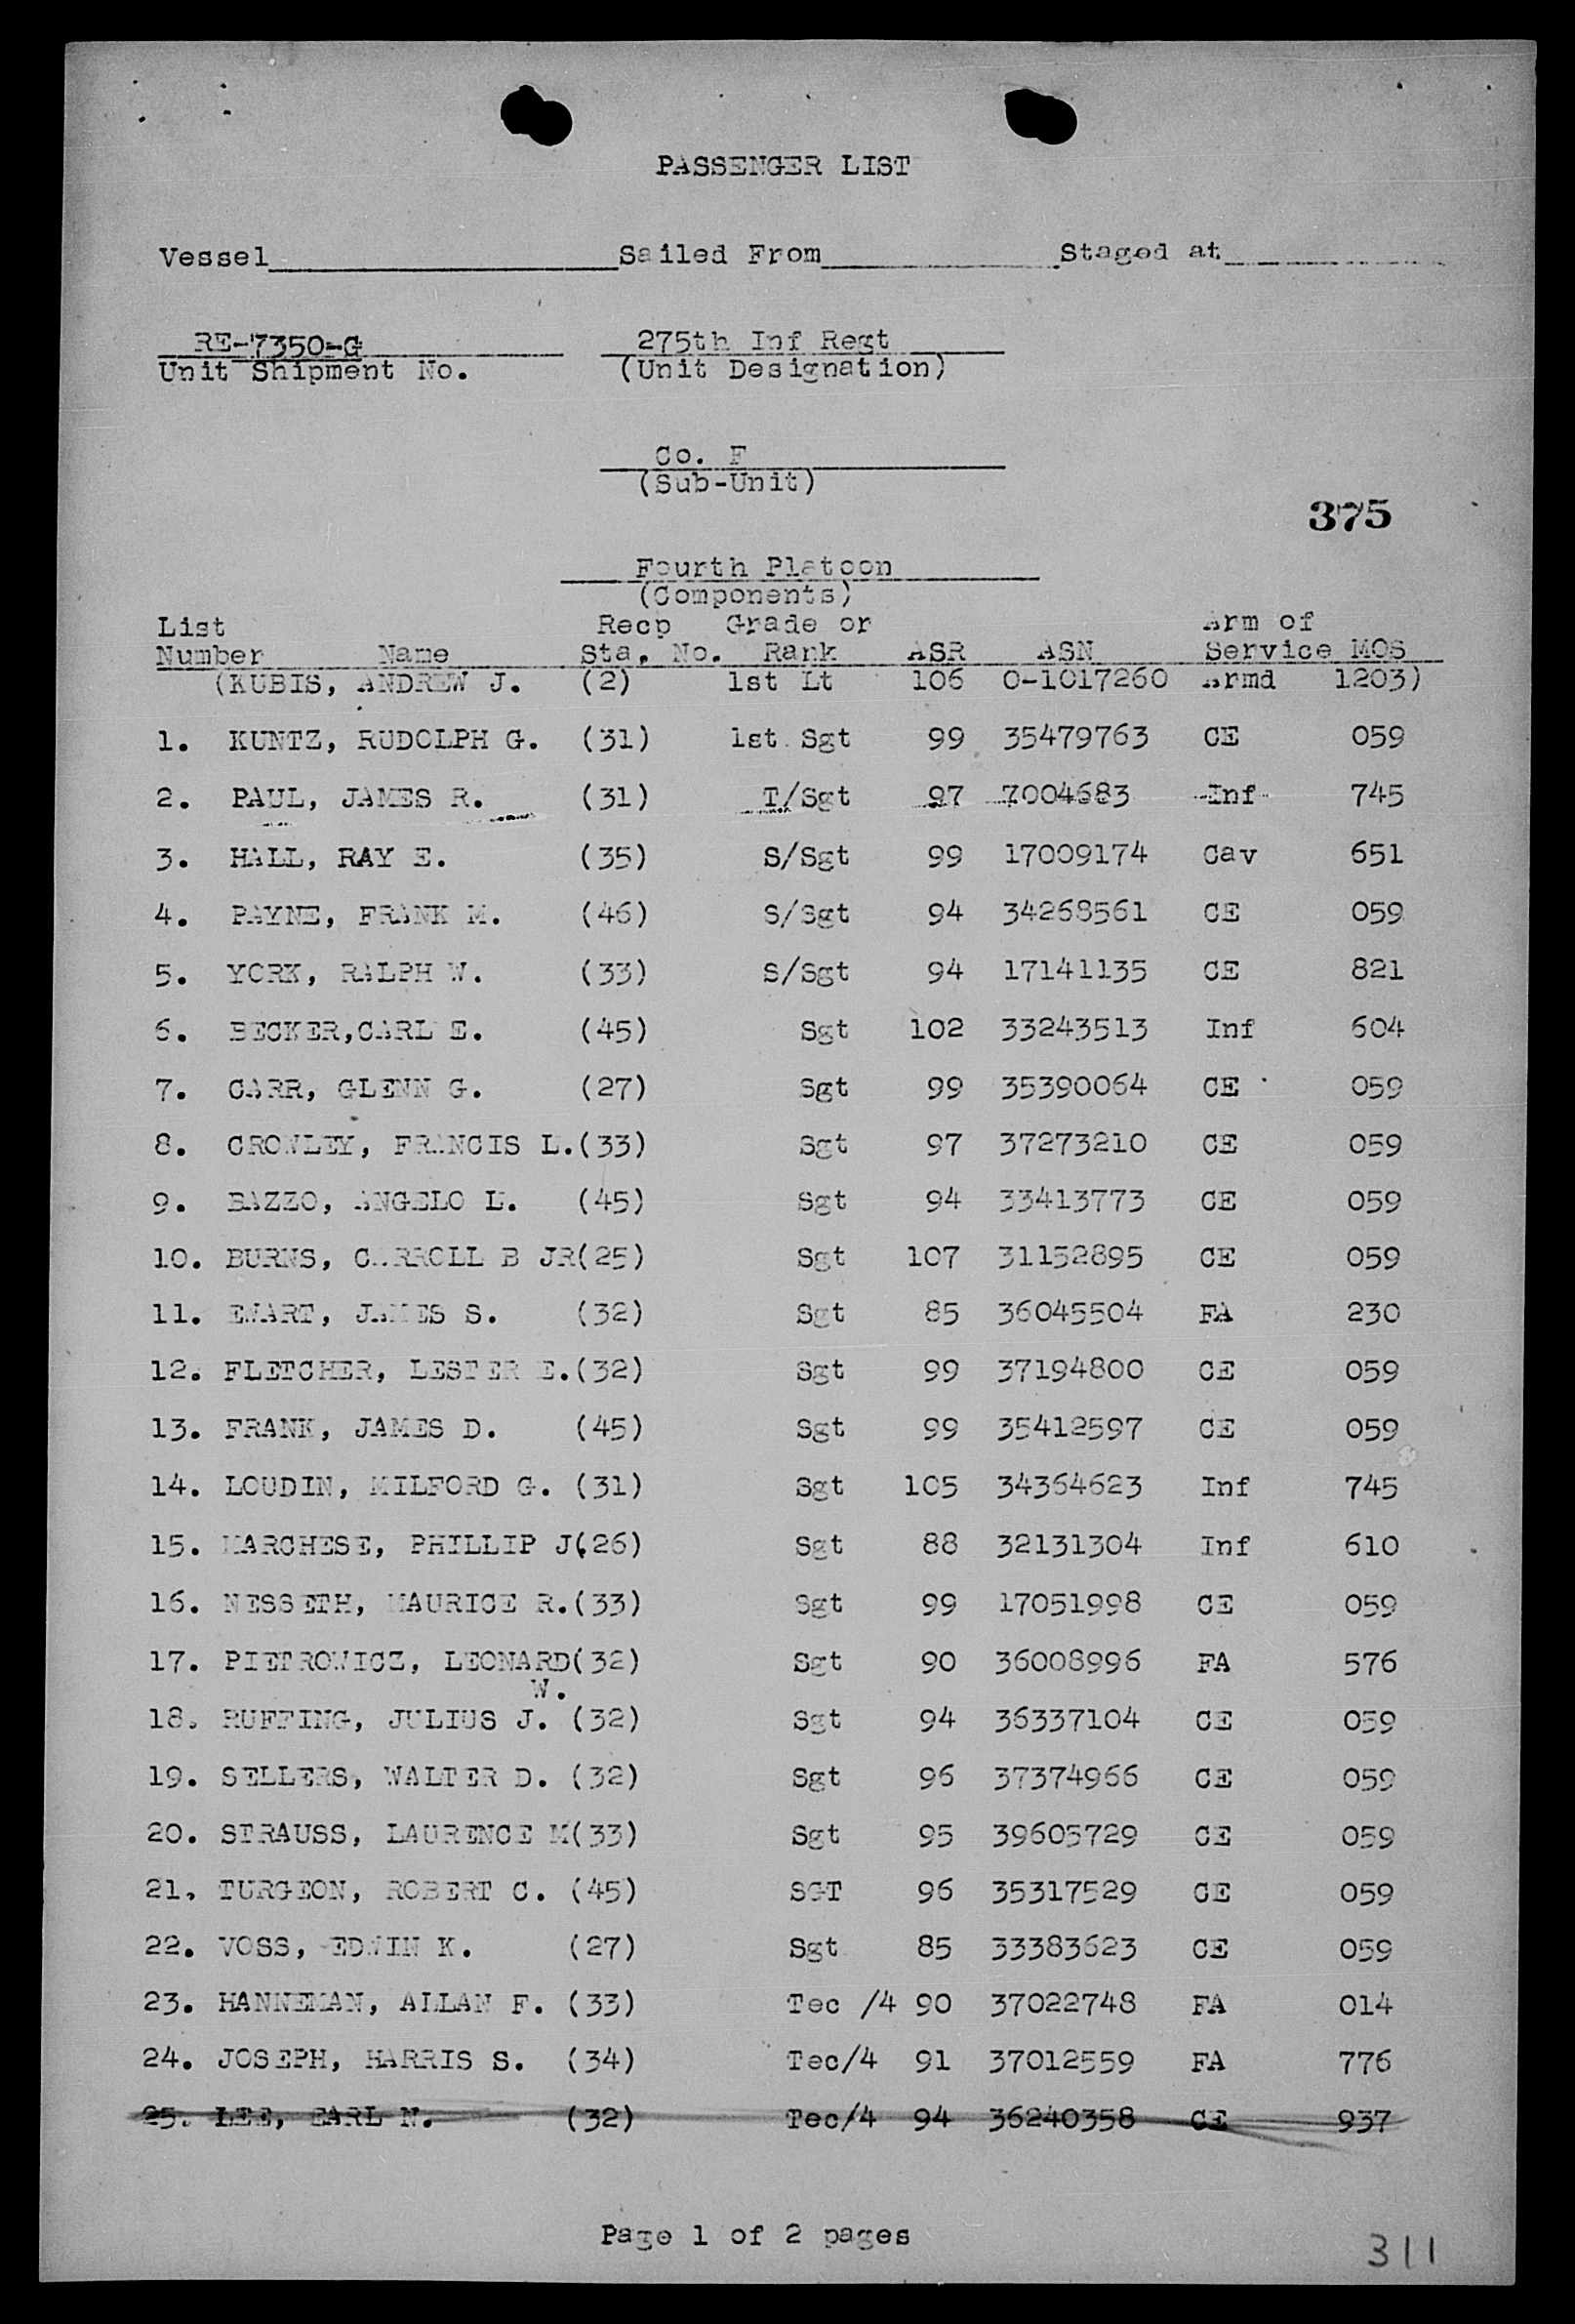 PASSENGER LIST
Vessel Sailed From Staged at
RE-7350-G 275th Inf Regt
Unit Shipment No. (Unit Designation)
Co. F
(Sub-Unit)
375
Fourth Platoon
(Components)
List Recp Grade or Arm of
Number Name Sta. No. Rank ASR ASN Service MOS
(KUBIS, ANDREW J. (2) 1st Lt 106 O-1017260 Armd 1203)
1. KUNTZ, RUDOLPH G. (31) 1st Sgt 99 35479763 CE 059
2. PAUL, JAMES R. (31) T/Sgt 97 7004683 Inf 745
3. HALL, RAY E. (35) S/Sgt 99 17009174 Cav 651
4. PAYNE, FRANK M. (46) S/Sgt 94 34268561 CE 059
5. YORK, RALPH W. (33) S/Sgt 94 17141135 CE 821
6. BECKER,CARL E. (45) Sgt 102 33243513 Inf 604
7. CARR, GLENN G. (27) Sgt 99 35390064 CE 059
8. CROWLEY, FRANCIS L.(33) Sgt 97 37273210 CE 059
9. BAZZO, ANGELO L. (45) Sgt 94 33413773 CE 059
10. BURNS, CARROLL B JR(25) Sgt 107 31152895 CE 059
11. EWART, JAMES S. (32) Sgt 85 36045504 FA 230
12. FLETCHER, LESTER E.(32) Sgt 99 37194800 CE 059
13. FRANK, JAMES D. (45) Sgt 99 35412597 CE 059
14. LOUDIN, MILFORD G. (31) Sgt 105 34364623 Inf 745
15. MARCHESE, PHILLIP J.(26) Sgt 88 32131304 Inf 610
16. NESSETH, MAURICE R.(33) Sgt 99 17051998 CE 059
17. PIETROWICZ, LEONARD(32) Sgt 90 36008996 FA 576
W.
18. RUFFING, JULIUS J. (32) Sgt 94 36337104 CE 059
19. SELLERS, WALTER D. (32) Sgt 96 37374966 CE 059
20. STRAUSS, LAURENCE M(33) Sgt 95 39605729 CE 059
21. TURGEON, ROBERT C. (45) SGT 96 35317529 CE 059
22. VOSS, EDWIN K. (27) Sgt 85 33383623 CE 059
23. HANNEMAN, ALLAN F. (33) Tec /4 90 37022748 FA 014
24. JOSEPH, HARRIS S. (34) Tec/4 91 37012559 FA 776
25. LEE, EARL N. (32) Tec/4 94 36240358 CE 937
Page 1 of 2 pages
311